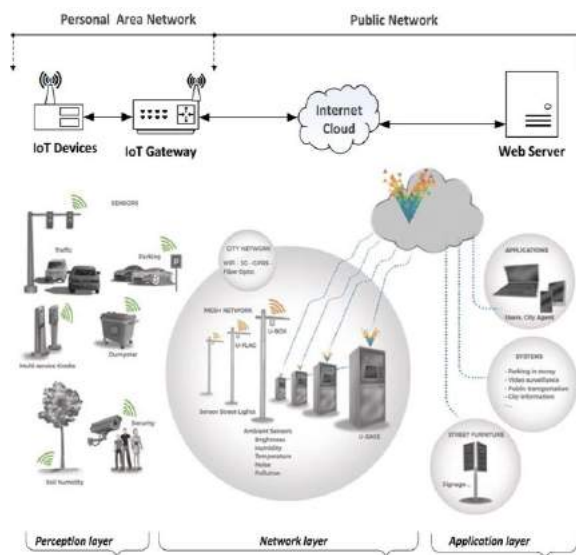 Personal Area Network
Public Network
IoT Devices
IoT Gateway
Internet
Cloud
Web Server
SENSORS
Traffic
Parking
Multi-service Kiosks
Dumpster
Soil humidity
Security
CITY NETWORK
WiFi - 3G - GPRS -
Fiber Optic
MESH NETWORK
U-BOX
U-FLAG
Sensor Street Lights
Ambient Sensors
Brightness
Humidity
Temperature
Noise
Pollution
U-BASE
APPLICATIONS
Users, City Agent
SYSTEMS
- Parking in
- Video surveillance
- Public transportation
- City information
STREET FURNITURE
Signage
Perception layer
Network layer
Application layer